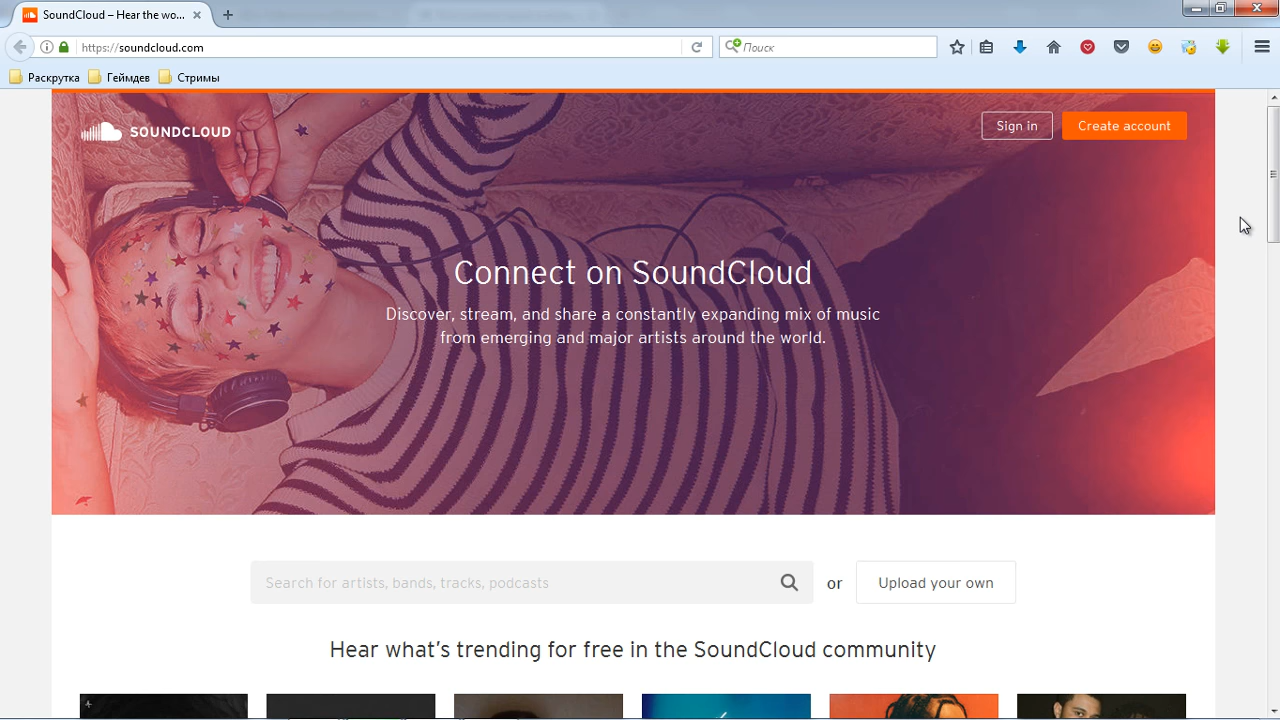 SoundCloud – Hear the wo...
https://soundcloud.com
Поиск
Раскрутка
Геймдев
Стримы
SOUNDCLOUD
Sign in
Create account
Connect on SoundCloud
Discover, stream, and share a constantly expanding mix of music
from emerging and major artists around the world.
Search for artists, bands, tracks, podcasts
or
Upload your own
Hear what's trending for free in the SoundCloud community